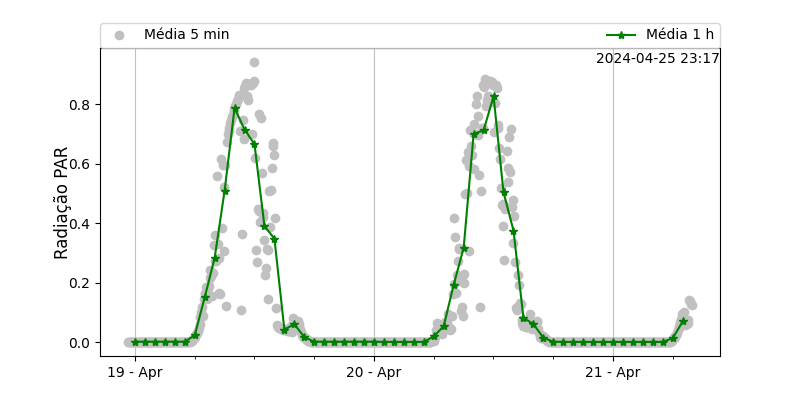 Média 5 min
Média 1 h
2024-04-25 23:17
Radiação PAR
0.8
0.6
0.4
0.2
0.0
19 - Apr
20 - Apr
21 - Apr